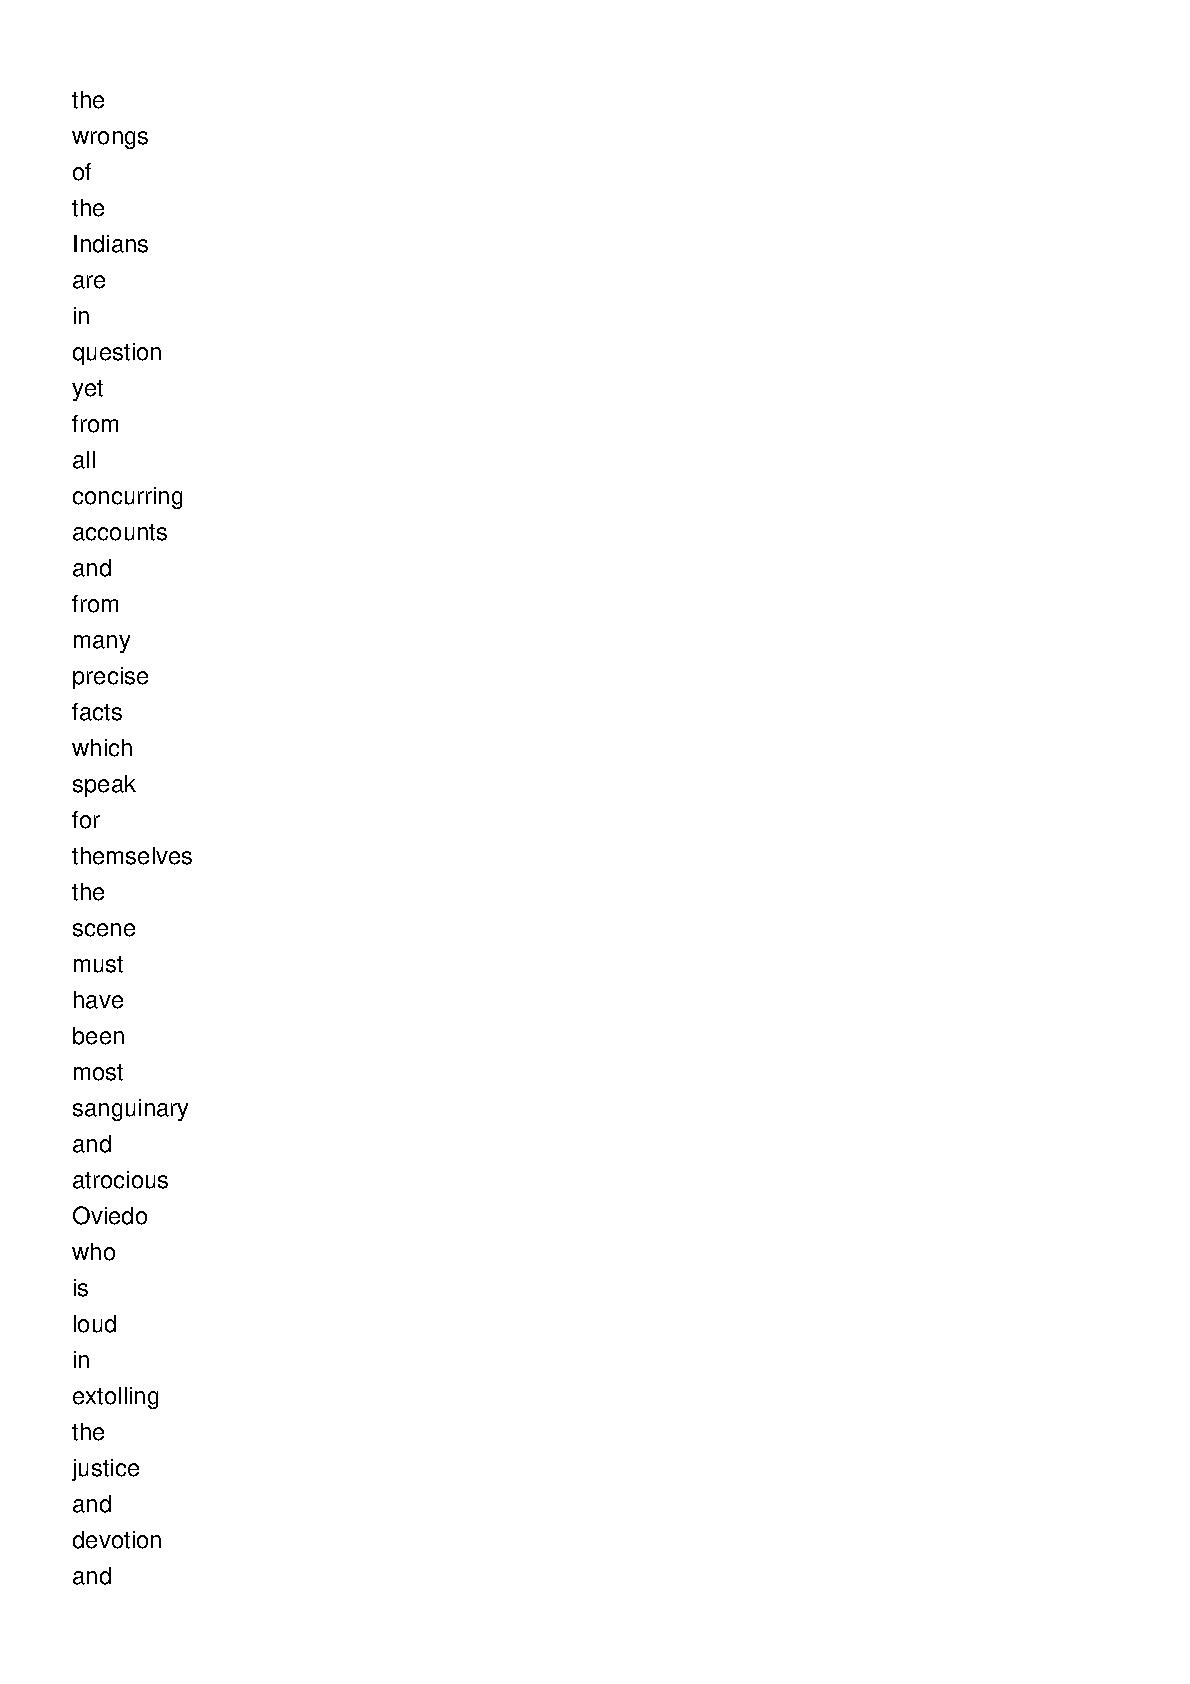 the
wrongs
of
the
Indians
are
in
question
yet
from
all
concurring
accounts
and
from
many
precise
facts
which
speak
for
themselves
the
scene
must
have
been
most
sanguinary
and
atrocious
Oviedo
who
is
loud
in
extolling
the
justice
and
devotion
and